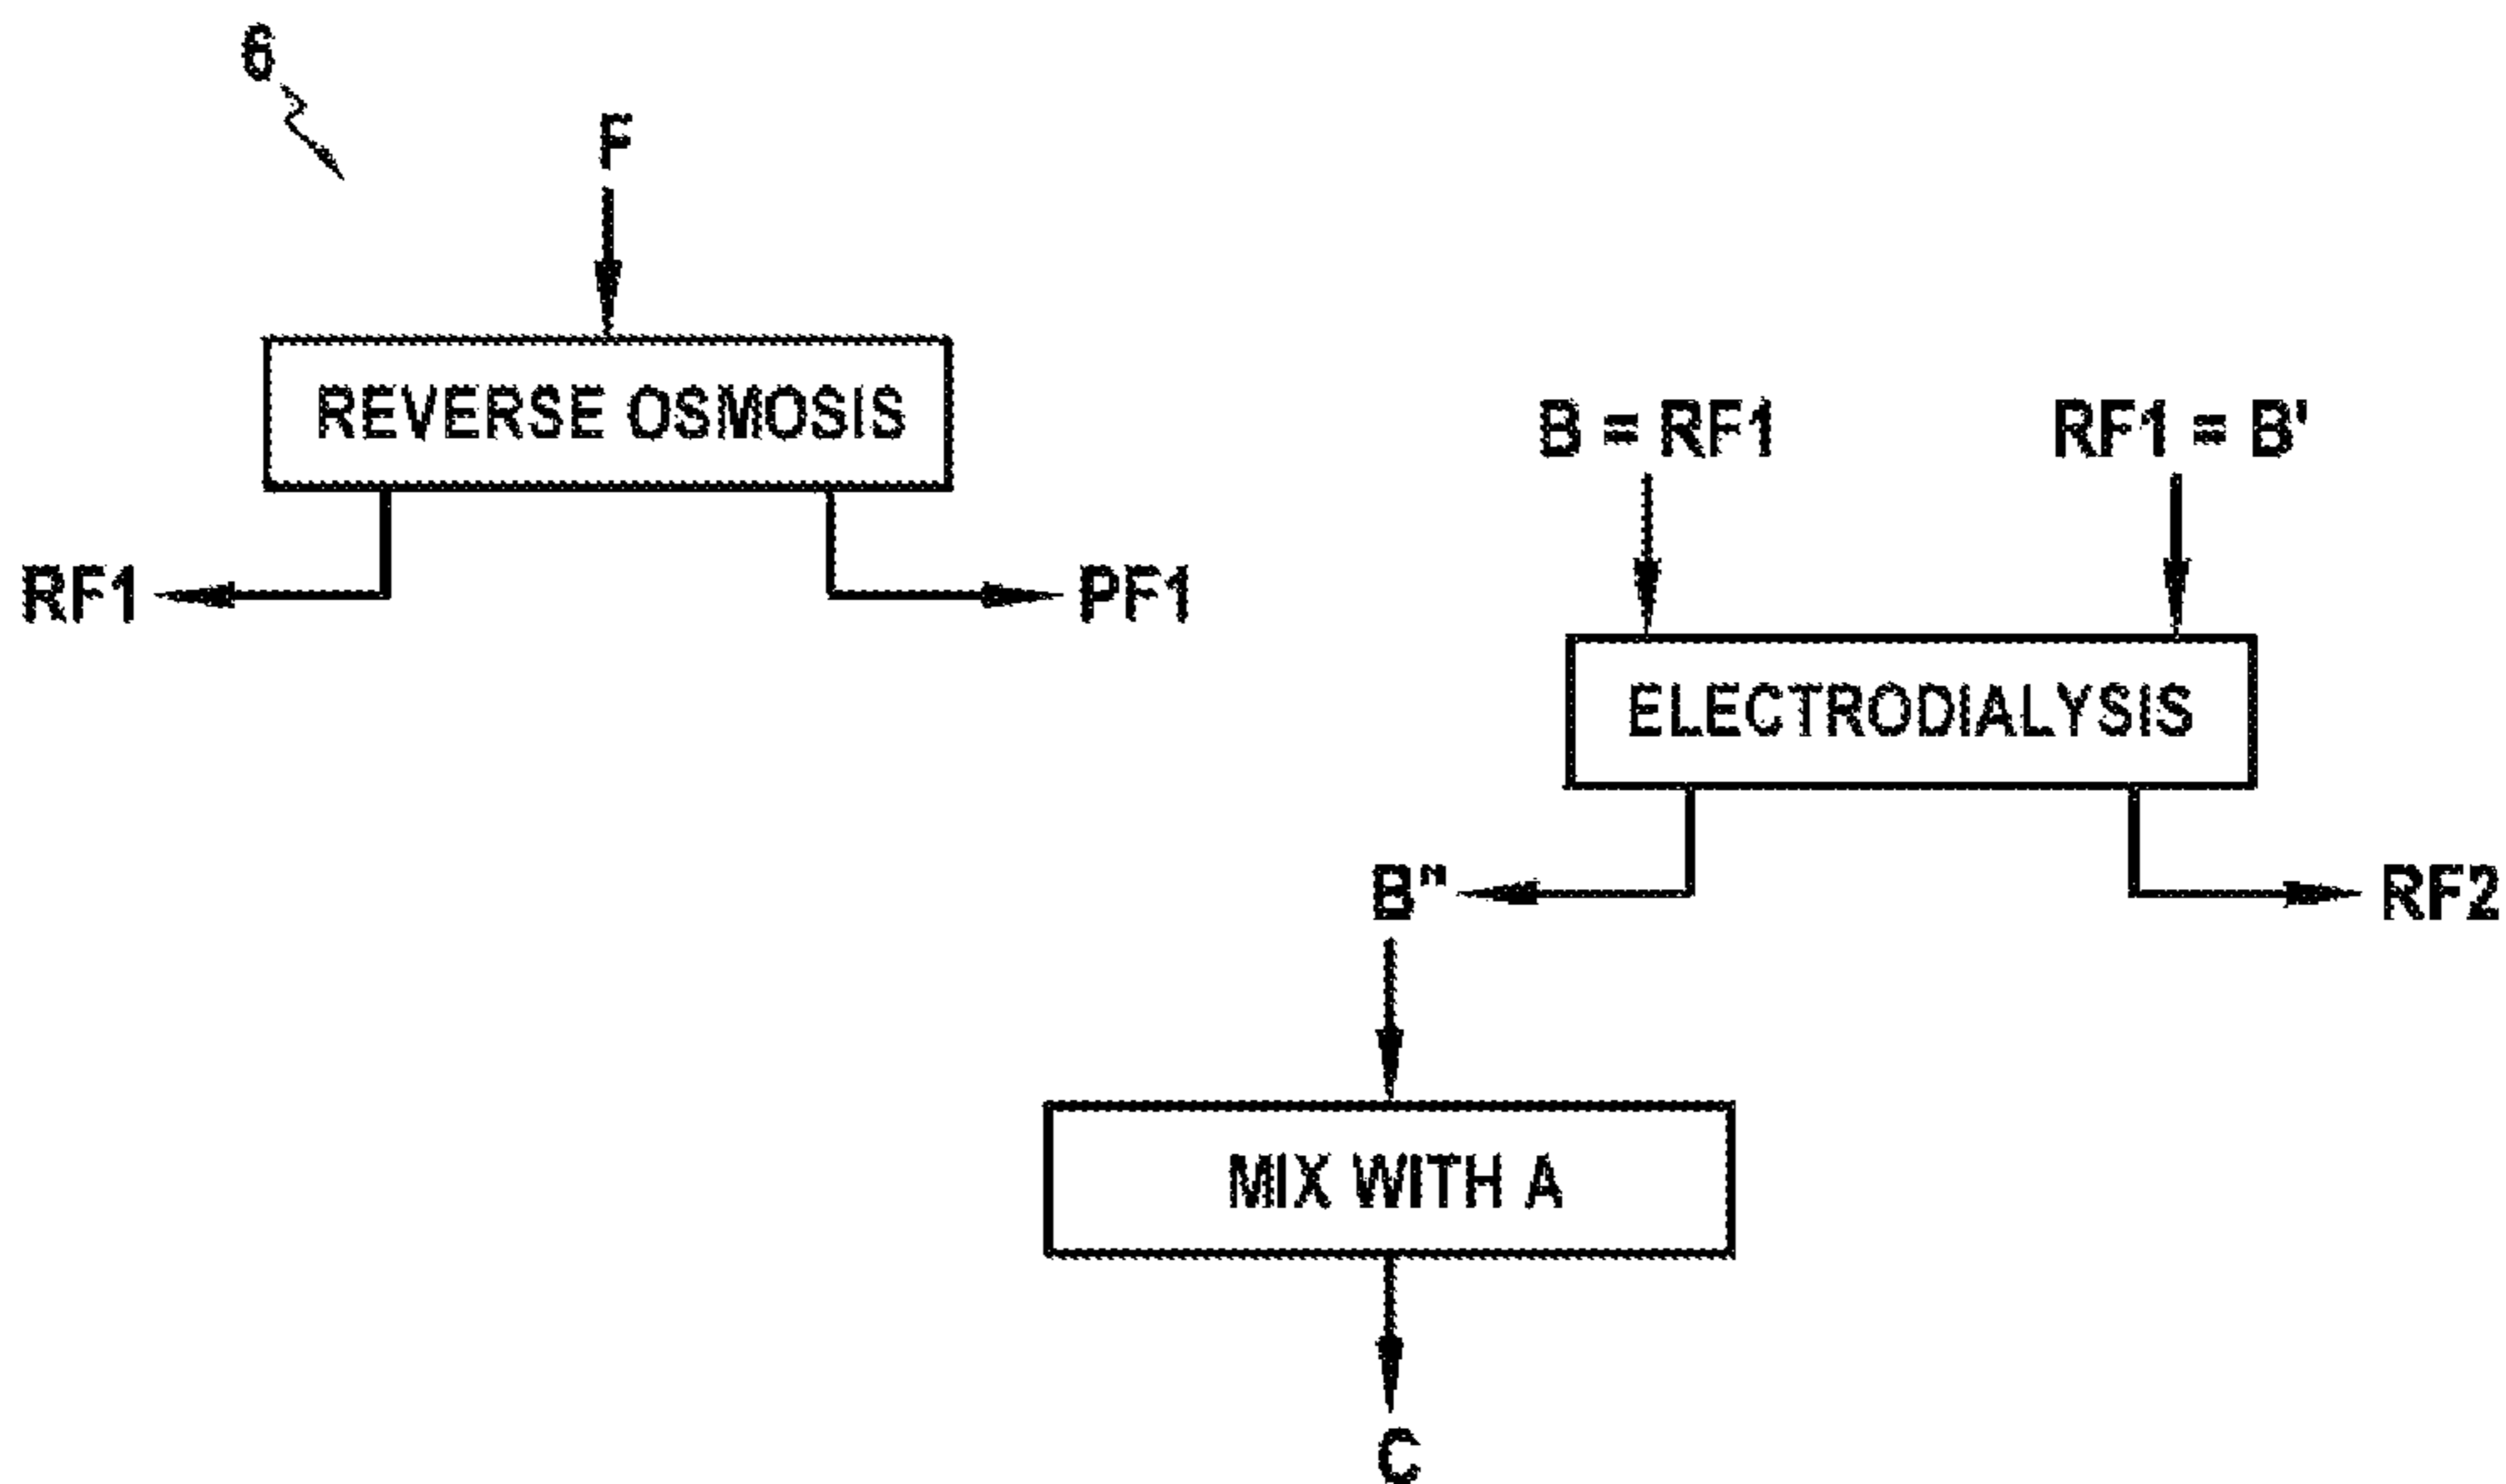 6
F
REVERSE OSMOSIS
RF1
PF1
B = RF1
RF1 = B'
ELECTRODIALYSIS
B"
RF2
MIX WITH A
C